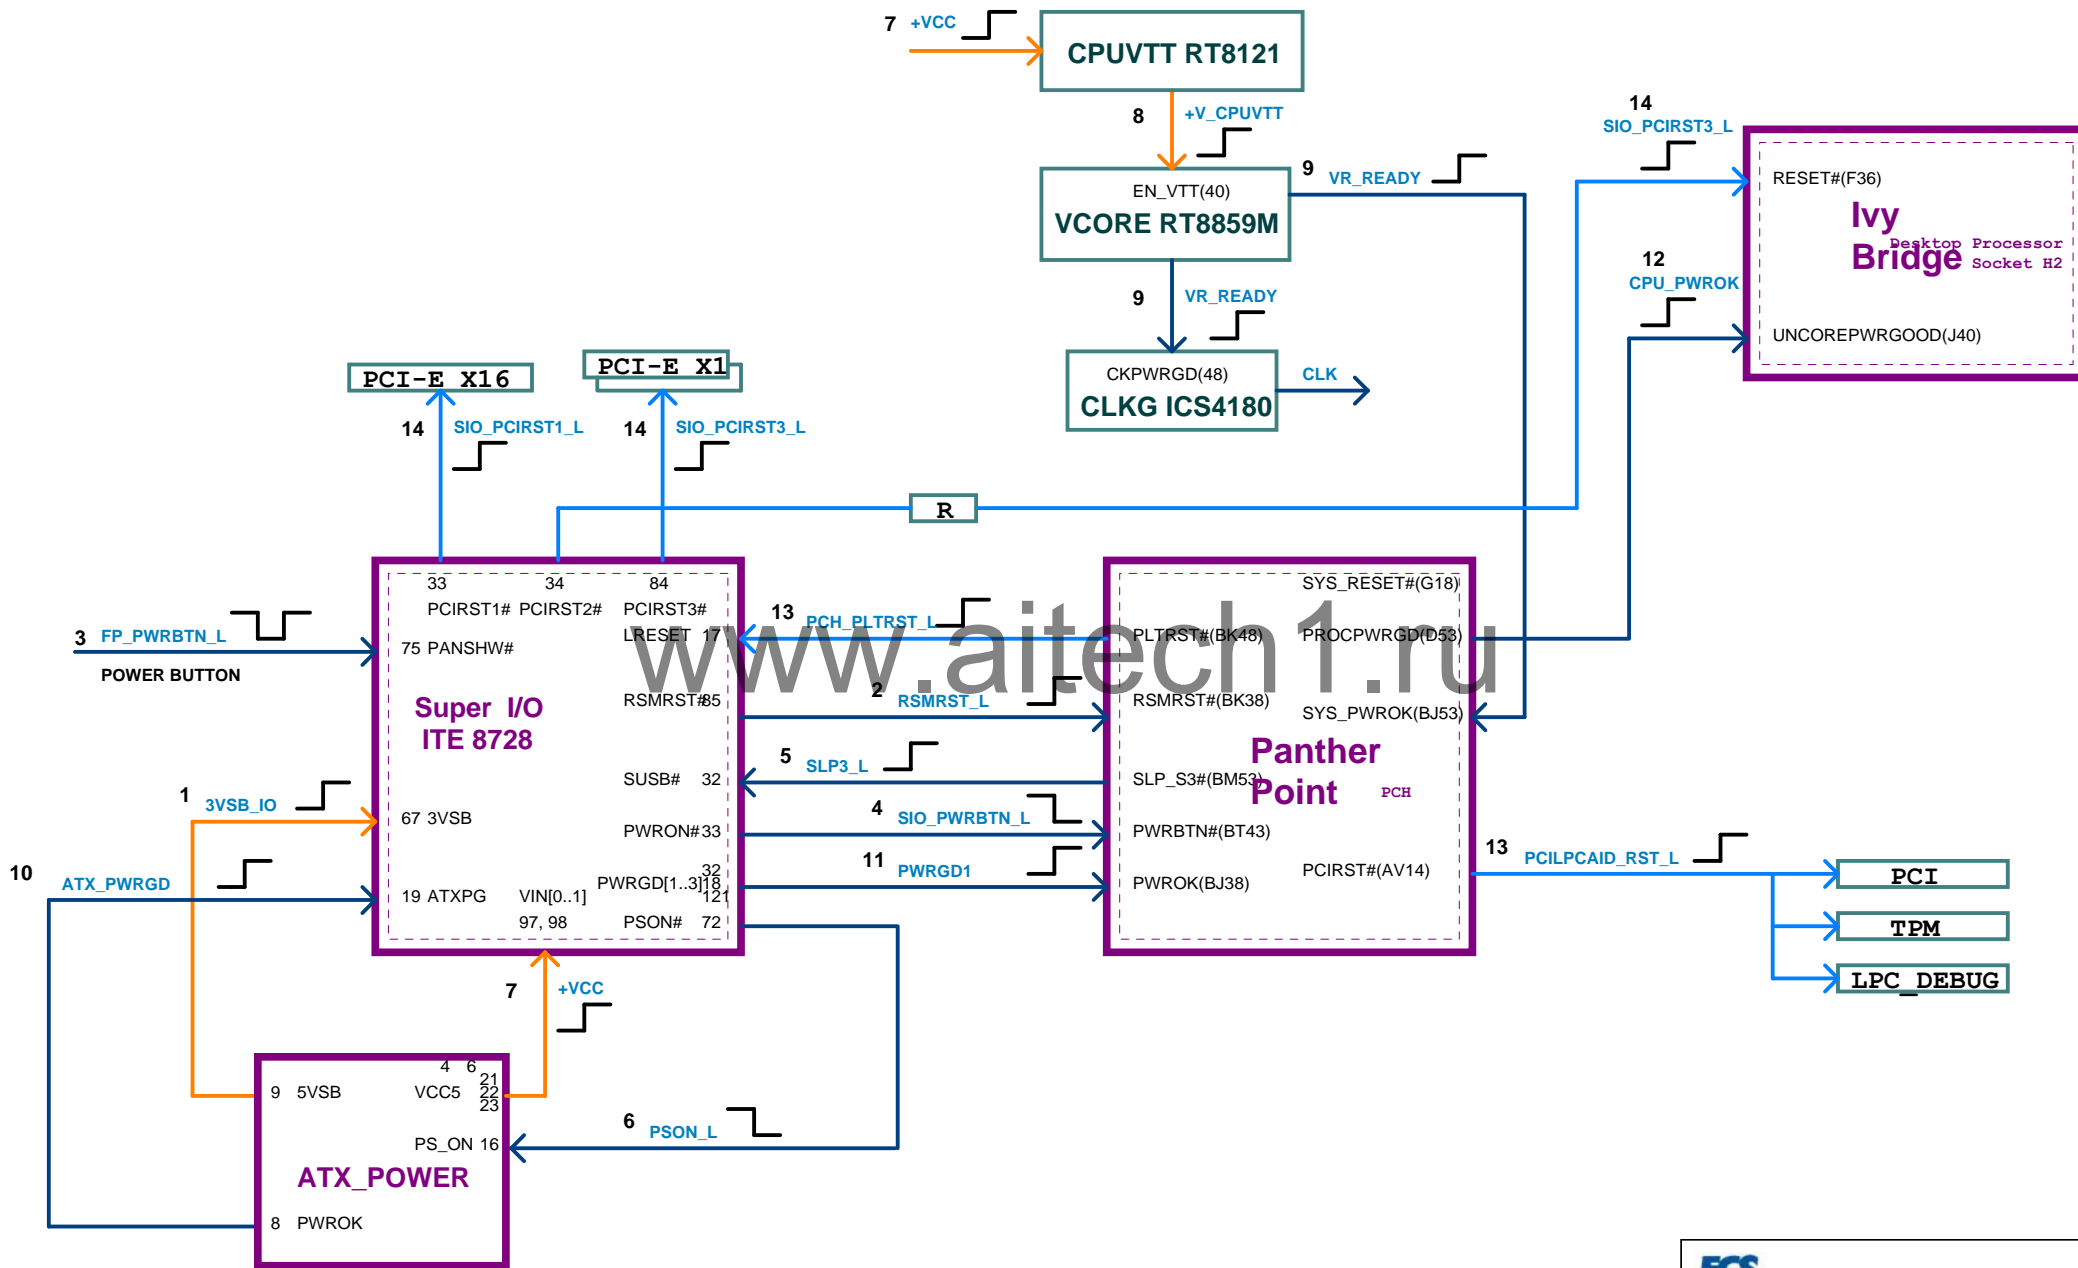 7 +VCC
CPUVTT RT8121
8 +V_CPUVTT
EN_VTT(40)
VCORE RT8859M
9 VR_READY
9 VR_READY
CKPWRGD(48)
CLKG ICS4180
CLK
14
SIO_PCIRST3_L
RESET#(F36)
Ivy
Bridge
Desktop Processor
Socket H2
12
CPU_PWROK
UNCOREPWRGOOD(J40)
PCI-E X16
PCI-E X1
14 SIO_PCIRST1_L
14 SIO_PCIRST3_L
R
33 34 84
PCIRST1# PCIRST2# PCIRST3#
LRESET 17
3 FP_PWRBTN_L
POWER BUTTON
75 PANSHW#
Super I/O
ITE 8728
RSMRST# 85
SUSB# 32
1 3VSB_IO
67 3VSB
PWRON# 33
10 ATX_PWRGD
19 ATXPG
VIN[0..1]
97, 98
32
PWRGD[1..3] 18
121
PSON# 72
13 PCH_PLTRST_L
2 RSMRST_L
5 SLP3_L
4 SIO_PWRBTN_L
11 PWRGD1
SYS_RESET#(G18)
PLTRST#(BK48) PROCPWRGD(D53)
RSMRST#(BK38)
SYS_PWROK(BJ53)
Panther
Point PCH
SLP_S3#(BM53)
PWRBTN#(BT43)
PWROK(BJ38)
PCIRST#(AV14)
13 PCILPCAID_RST_L
PCI
TPM
LPC_DEBUG
www.aitech1.ru
7 +VCC
4 6
21
9 5VSB VCC5 22
23
PS_ON 16
ATX_POWER
8 PWROK
6 PSON_L
ECS